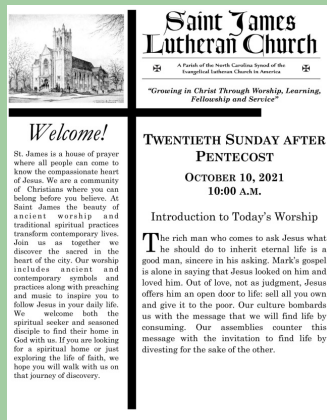 Saint James
Lutheran Church
A Parish of the North Carolina Synod of the
Evangelical Lutheran Church in America
"Growing in Christ Through Worship, Learning,
Fellowship and Service"
Welcome!
St. James is a house of prayer
where all people can come to
know the compassionate heart
of Jesus. We are a community
of Christians where you can
belong before you believe. At
Saint James the beauty of
ancient worship and
traditional spiritual practices
transform contemporary lives.
Join us as together we
discover the sacred in the
heart of the city. Our worship
includes ancient and
contemporary symbols and
practices along with preaching
and music to inspire you to
follow Jesus in your daily life.
We welcome both the
spiritual seeker and seasoned
disciple to find their home in
God with us. If you are looking
for a spiritual home or just
exploring the life of faith, we
hope you will walk with us on
that journey of discovery.
TWENTIETH SUNDAY AFTER
PENTECOST
OCTOBER 10, 2021
10:00 A.M.
Introduction to Today's Worship
The rich man who comes to ask Jesus what
he should do to inherit eternal life is a
good man, sincere in his asking. Mark's gospel
is alone in saying that Jesus looked on him and
loved him. Out of love, not as judgment, Jesus
offers him an open door to life: sell all you own
and give it to the poor. Our culture bombards
us with the message that we will find life by
consuming. Our assemblies counter this
message with the invitation to find life by
divesting for the sake of the other.